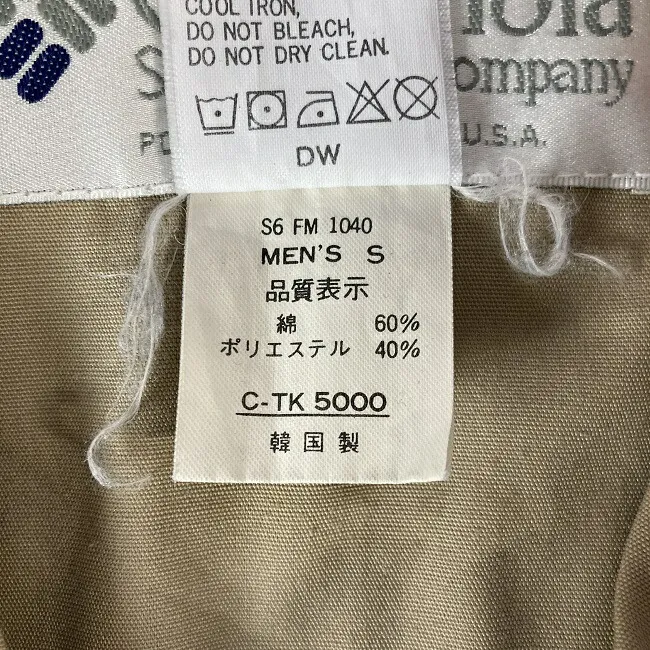 COOL IRON,
DO NOT BLEACH,
DO NOT DRY CLEAN.
DW
ompany
U.S.A.
S6 FM 1040
MEN'S S
品質表示
綿 60%
ポリエステル 40%
C-TK 5000
韓国製